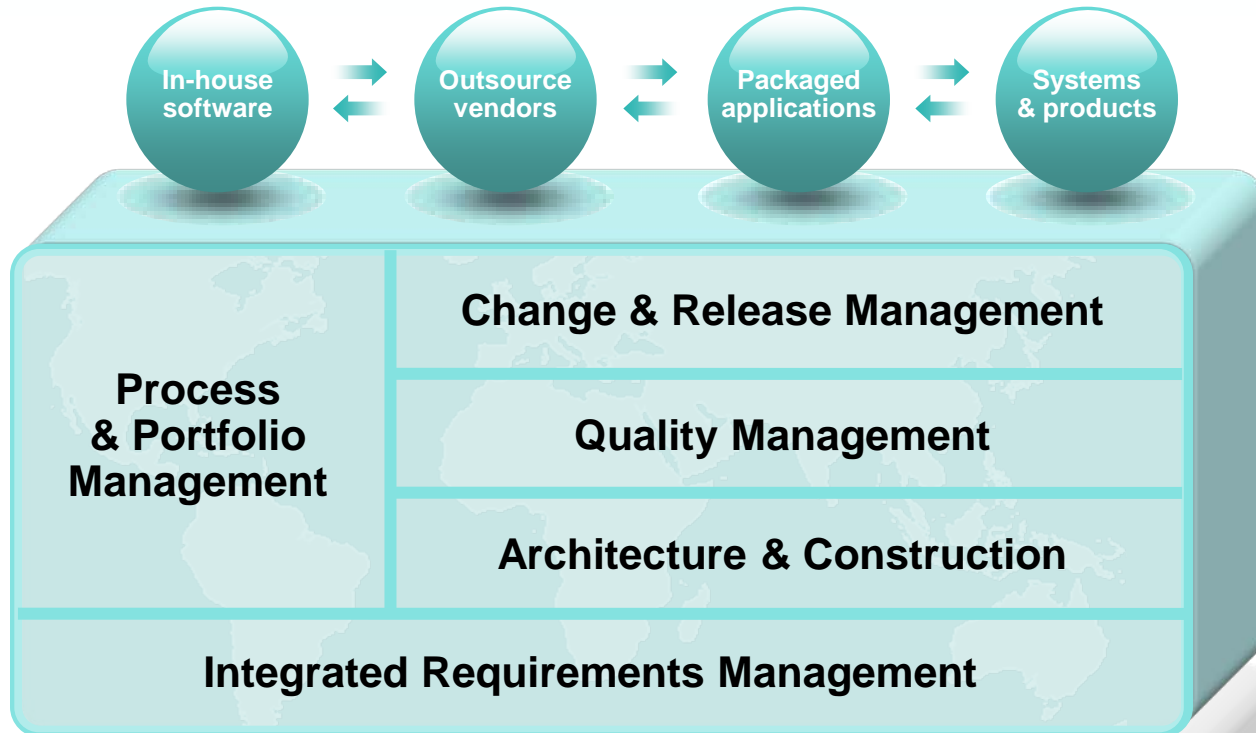 In-house
software
Outsource
vendors
Packaged
applications
Systems
& products
Change & Release Management
Process
& Portfolio
Management
Quality Management
Architecture & Construction
Integrated Requirements Management